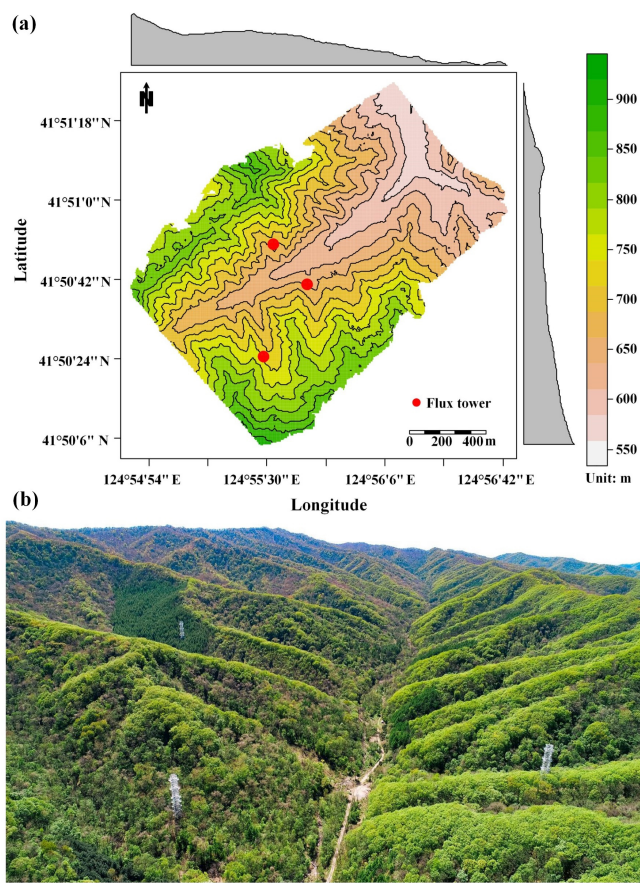 (a)
N
41°51'18"N
41°51'0" N
41°50'42" N
41°50'24" N
41°50'6" N
Latitude
Flux tower
0 200 400 m
124°54'54" E 124°55'30" E 124°56'6" E 124°56'42" E
Longitude
900
850
800
750
700
650
600
550
Unit: m
(b)